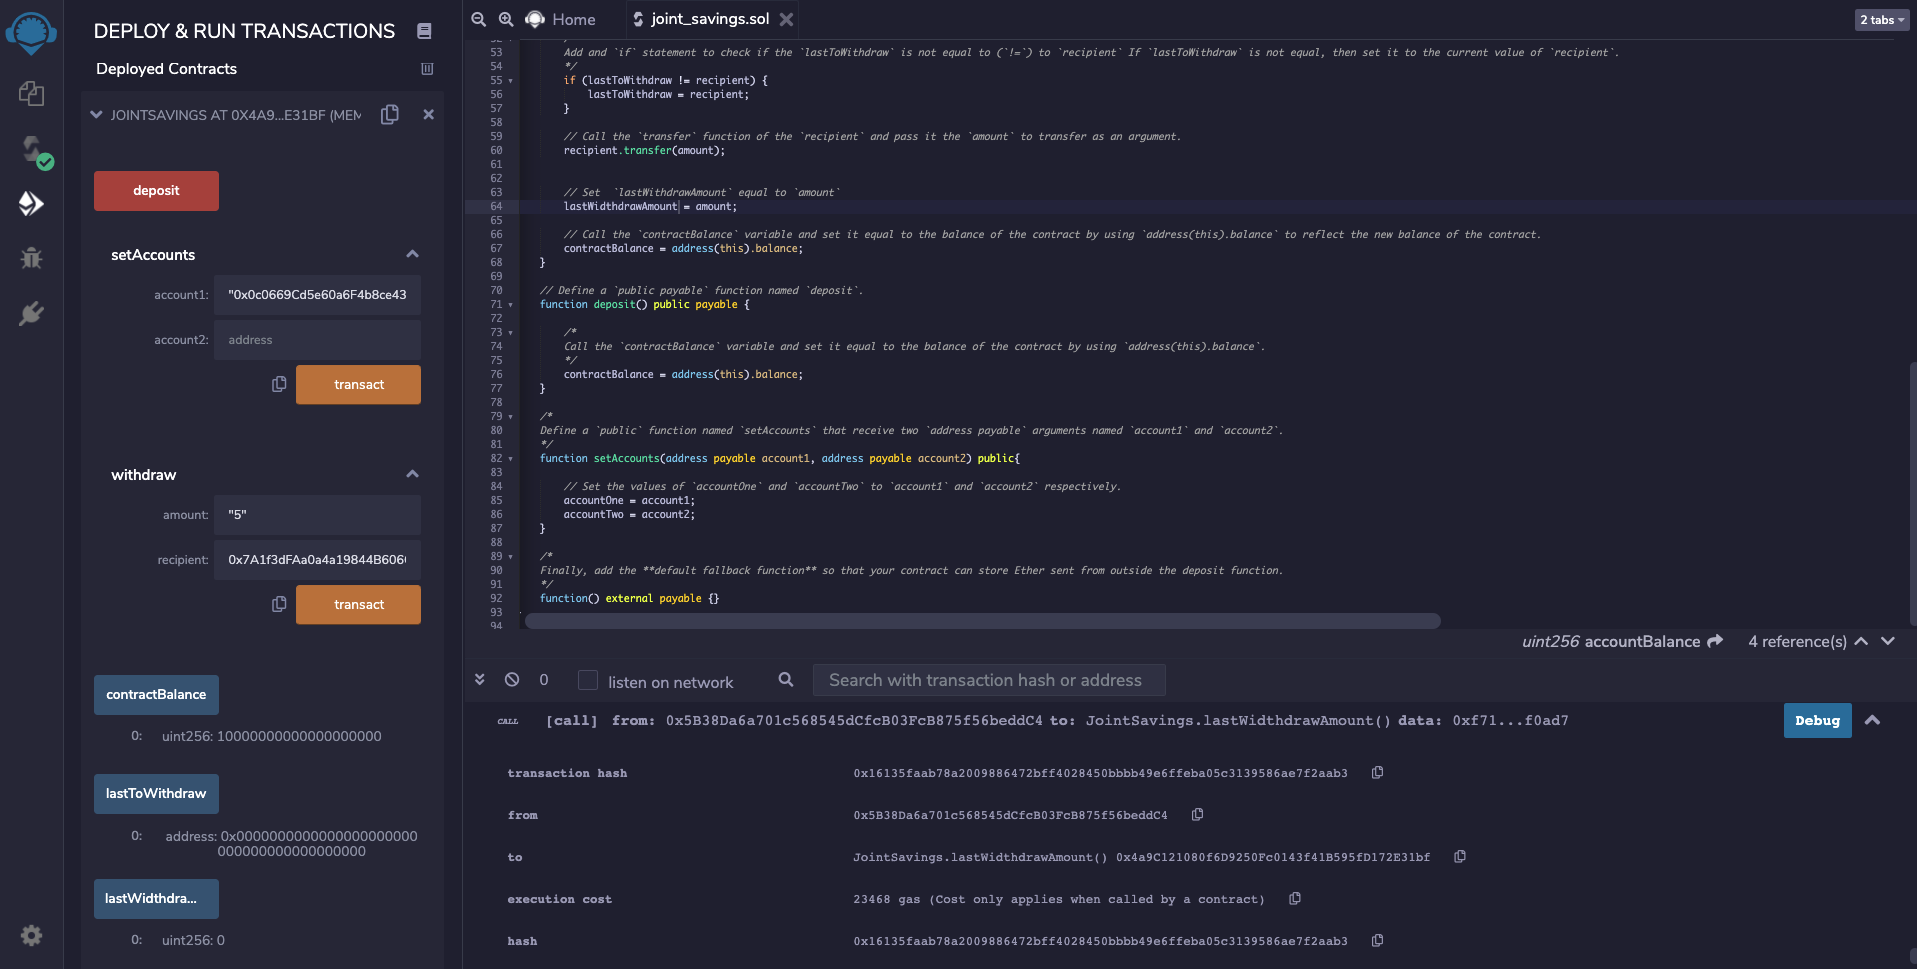 DEPLOY & RUN TRANSACTIONS
Deployed Contracts
JOINTSAVINGS AT 0X4A9...E31BF (MEM
deposit
setAccounts
account1: "0x0c0669Cd5e60a6F4b8ce43
account2: address
transact
withdraw
amount: "5"
recipient: 0x7A1f3dFAa0a4a19844B606
transact
contractBalance
0: uint256: 10000000000000000000
lastToWithdraw
0: address: 0x0000000000000000000000
000000000000000000
lastWidthdra...
0: uint256: 0
Home
joint_savings.sol
2 tabs
53 Add and `if` statement to check if the `lastToWithdraw` is not equal to (`!=`) to `recipient` If `lastToWithdraw` is not equal, then set it to the current value of `recipient`.
54 */
55 if (lastToWithdraw != recipient) {
56 lastToWithdraw = recipient;
57 }
58
59 // Call the `transfer` function of the `recipient` and pass it the `amount` to transfer as an argument.
60 recipient.transfer(amount);
61
62
63 // Set  `lastWithdrawAmount` equal to `amount`
64 lastWidthdrawAmount = amount;
65
66 // Call the `contractBalance` variable and set it equal to the balance of the contract by using `address(this).balance` to reflect the new balance of the contract.
67 contractBalance = address(this).balance;
68 }
69
70 // Define a `public payable` function named `deposit`.
71 function deposit() public payable {
72
73 /*
74 Call the `contractBalance` variable and set it equal to the balance of the contract by using `address(this).balance`.
75 */
76 contractBalance = address(this).balance;
77 }
78
79 /*
80 Define a `public` function named `setAccounts` that receive two `address payable` arguments named `account1` and `account2`.
81 */
82 function setAccounts(address payable account1, address payable account2) public{
83
84 // Set the values of `accountOne` and `accountTwo` to `account1` and `account2` respectively.
85 accountOne = account1;
86 accountTwo = account2;
87 }
88
89 /*
90 Finally, add the **default fallback function** so that your contract can store Ether sent from outside the deposit function.
91 */
92 function() external payable {}
93
94
uint256 accountBalance 4 reference(s)
0 listen on network Search with transaction hash or address
CALL [call] from: 0x5B38Da6a701c568545dCfcB03FcB875f56beddC4 to: JointSavings.lastWidthdrawAmount() data: 0xf71...f0ad7 Debug
transaction hash 0x16135faab78a2009886472bff4028450bbbb49e6ffeba05c3139586ae7f2aab3
from 0x5B38Da6a701c568545dCfcB03FcB875f56beddC4
to JointSavings.lastWidthdrawAmount() 0x4a9C121080f6D9250Fc0143f41B595fD172E31bf
execution cost 23468 gas (Cost only applies when called by a contract)
hash 0x16135faab78a2009886472bff4028450bbbb49e6ffeba05c3139586ae7f2aab3